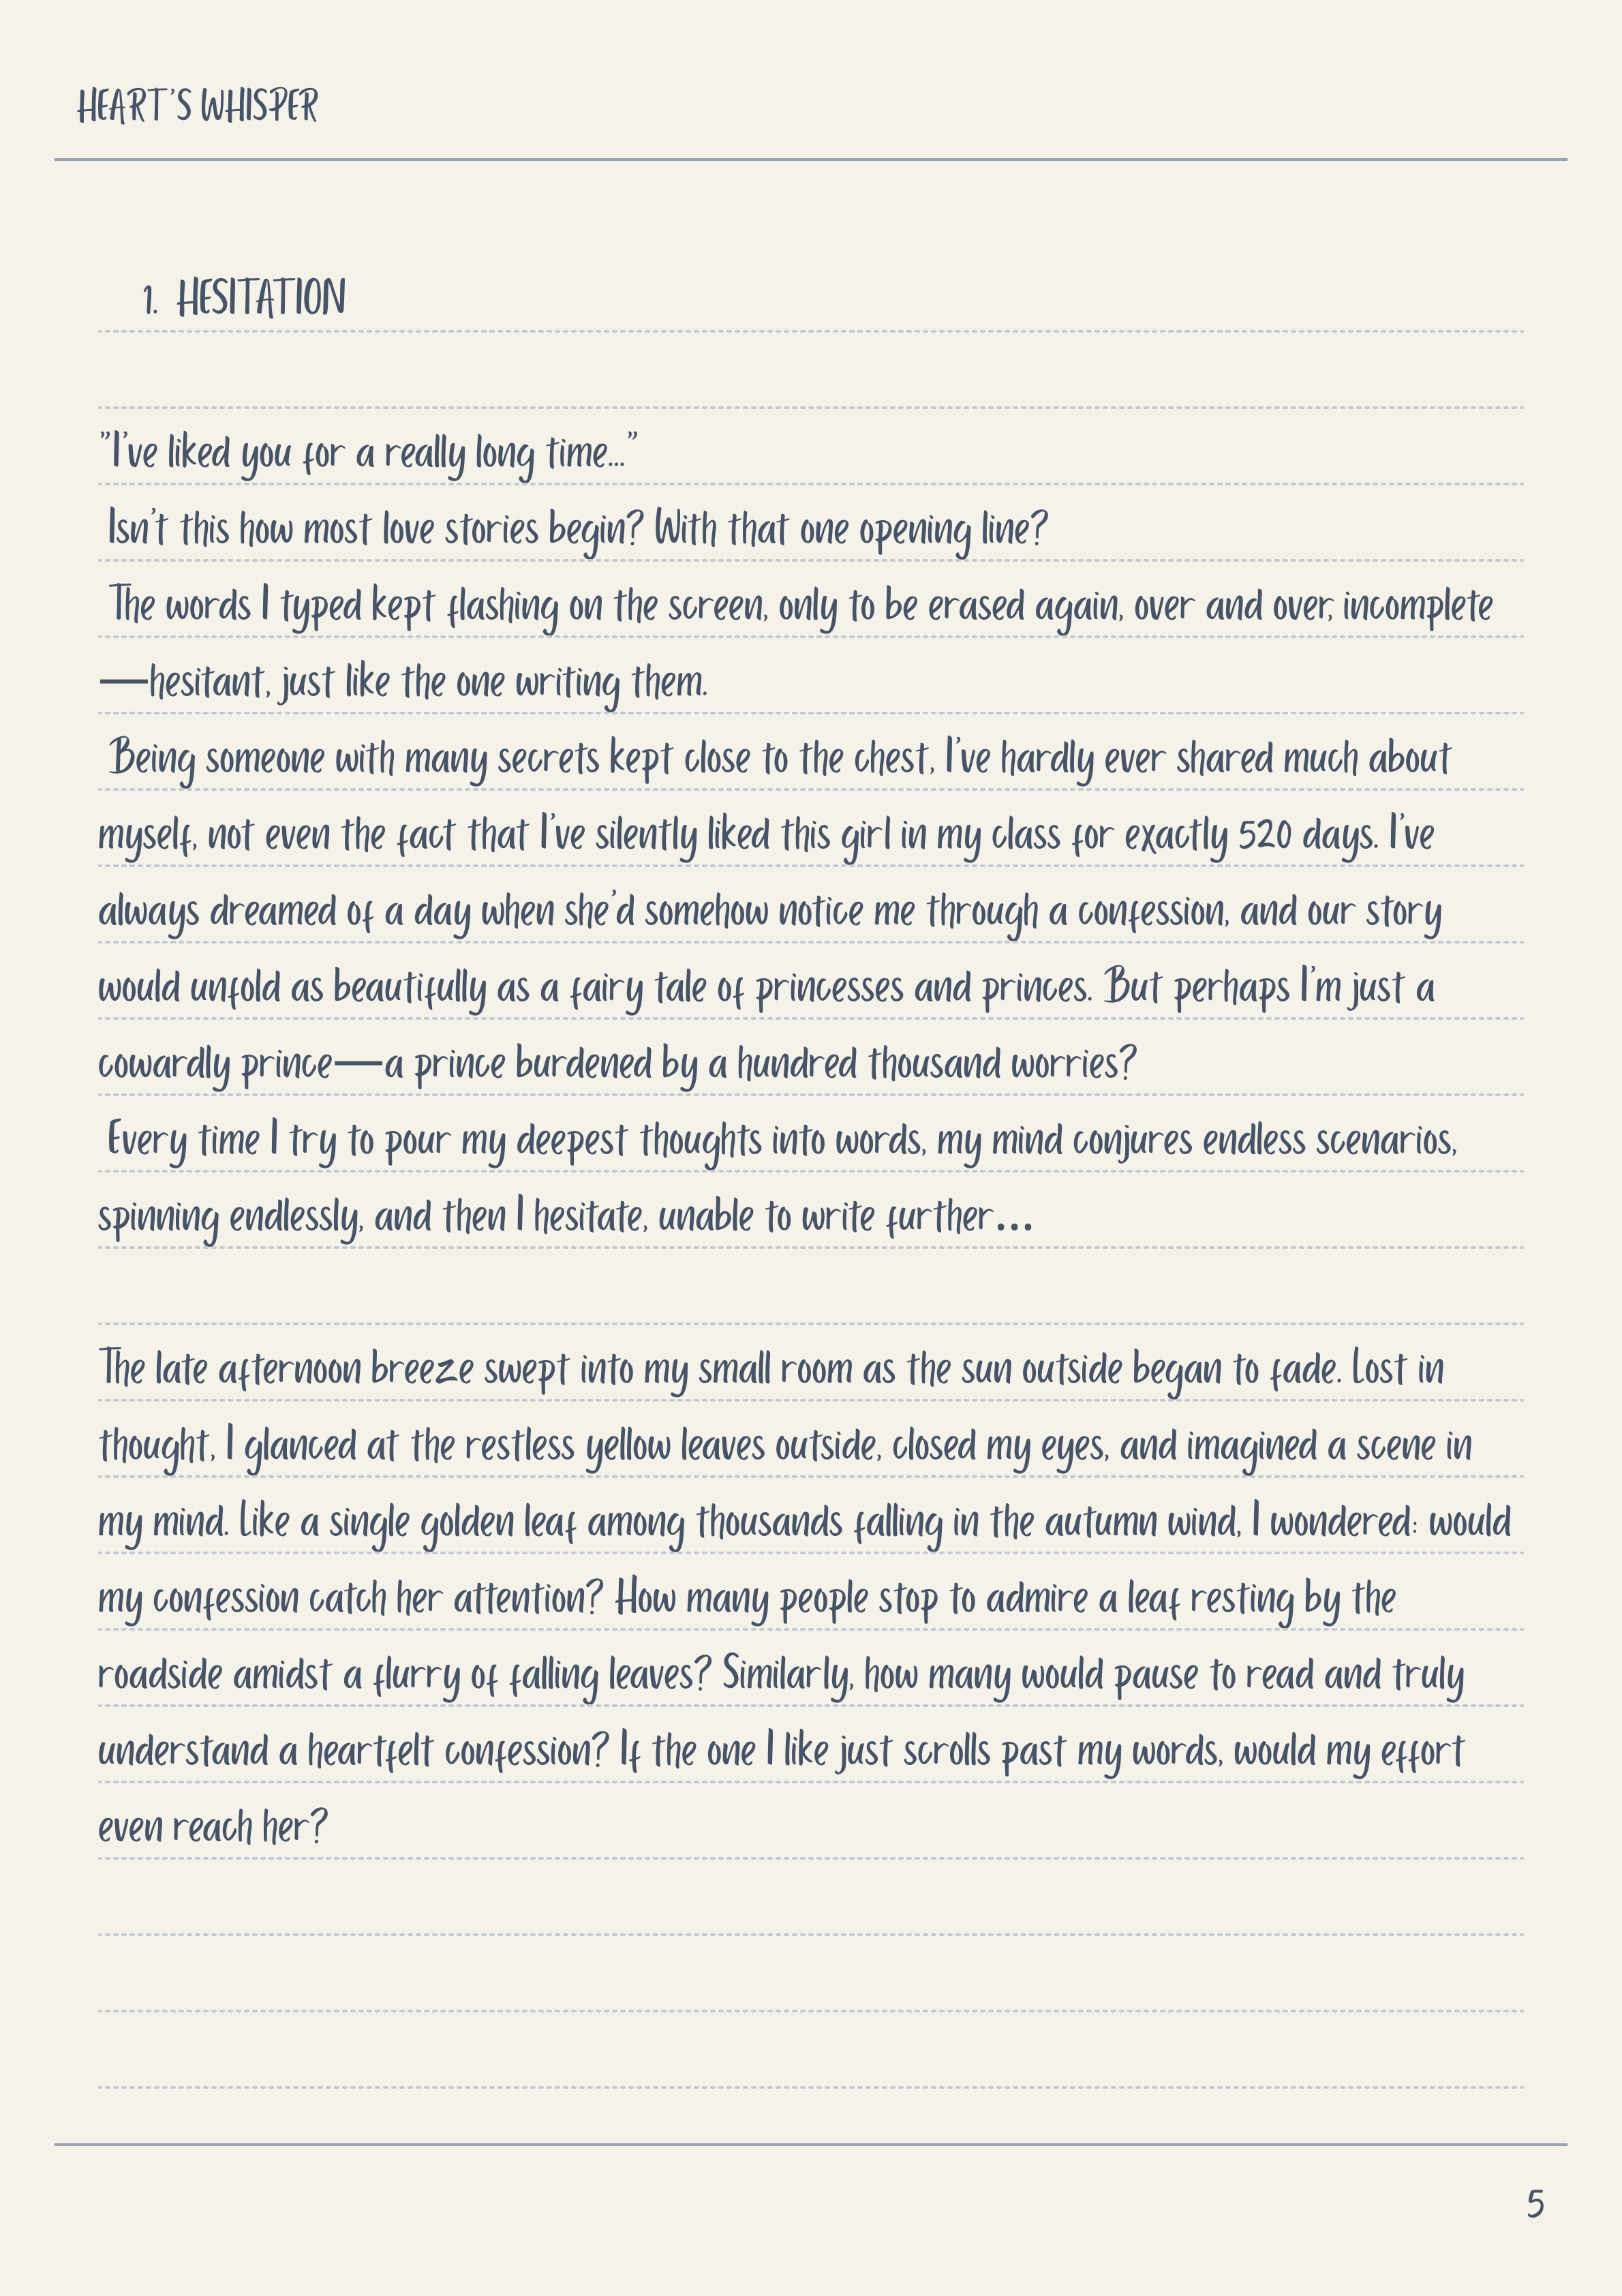 HEART'S WHISPER
1. HESITATION
”I’ve liked you for a really long time...”
Isn’t this how most love stories begin? With that one opening line?
The words I typed kept flashing on the screen, only to be erased again, over and over, incomplete
—hesitant, just like the one writing them.
Being someone with many secrets kept close to the chest, I’ve hardly ever shared much about
myself, not even the fact that I’ve silently liked this girl in my class for exactly 520 days. I’ve
always dreamed of a day when she’d somehow notice me through a confession, and our story
would unfold as beautifully as a fairy tale of princesses and princes. But perhaps I’m just a
cowardly prince—a prince burdened by a hundred thousand worries?
Every time I try to pour my deepest thoughts into words, my mind conjures endless scenarios,
spinning endlessly, and then I hesitate, unable to write further...
The late afternoon breeze swept into my small room as the sun outside began to fade. Lost in
thought, I glanced at the restless yellow leaves outside, closed my eyes, and imagined a scene in
my mind. Like a single golden leaf among thousands falling in the autumn wind, I wondered: would
my confession catch her attention? How many people stop to admire a leaf resting by the
roadside amidst a flurry of falling leaves? Similarly, how many would pause to read and truly
understand a heartfelt confession? If the one I like just scrolls past my words, would my effort
even reach her?
5